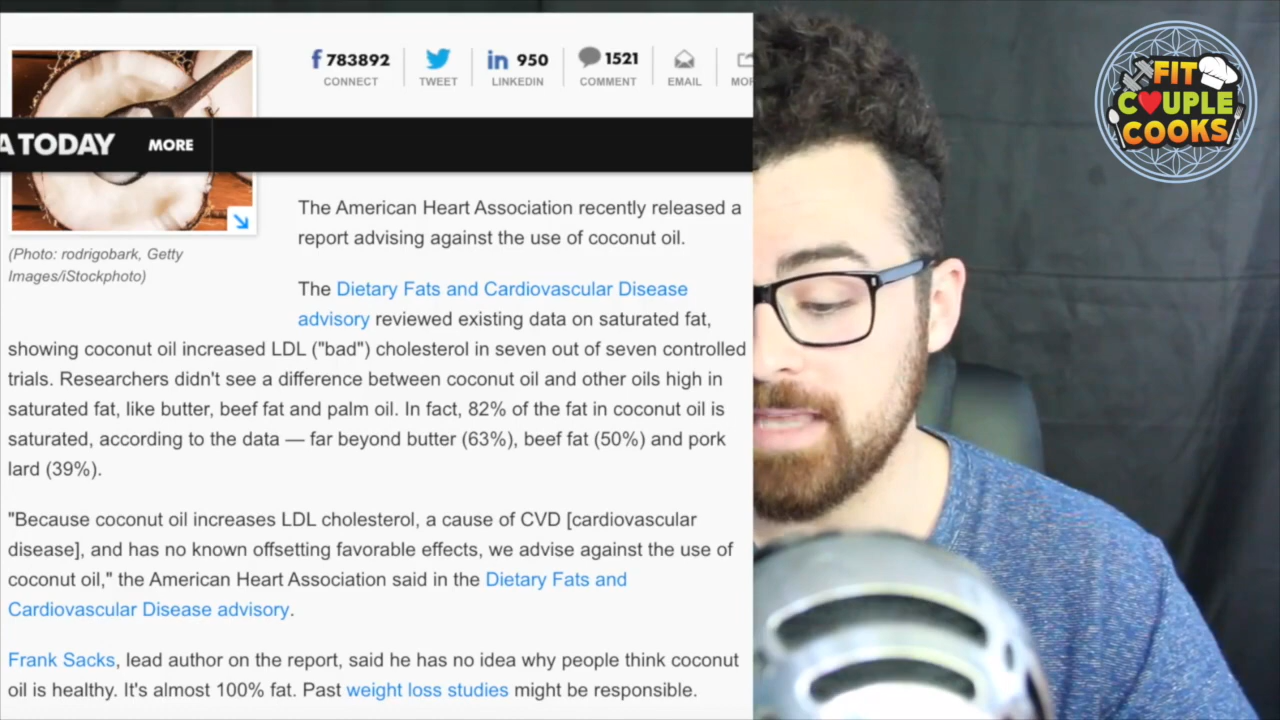 783892
CONNECT
TWEET
950
LINKEDIN
1521
COMMENT
EMAIL
A TODAY
MORE
(Photo: rodrigobark, Getty
Images/iStockphoto)
The American Heart Association recently released a
report advising against the use of coconut oil.
The Dietary Fats and Cardiovascular Disease
advisory reviewed existing data on saturated fat,
showing coconut oil increased LDL ("bad") cholesterol in seven out of seven controlled
trials. Researchers didn't see a difference between coconut oil and other oils high in
saturated fat, like butter, beef fat and palm oil. In fact, 82% of the fat in coconut oil is
saturated, according to the data — far beyond butter (63%), beef fat (50%) and pork
lard (39%).
"Because coconut oil increases LDL cholesterol, a cause of CVD [cardiovascular
disease], and has no known offsetting favorable effects, we advise against the use of
coconut oil," the American Heart Association said in the Dietary Fats and
Cardiovascular Disease advisory.
Frank Sacks, lead author on the report, said he has no idea why people think coconut
oil is healthy. It's almost 100% fat. Past weight loss studies might be responsible.
FIT
COUPLE
COOKS